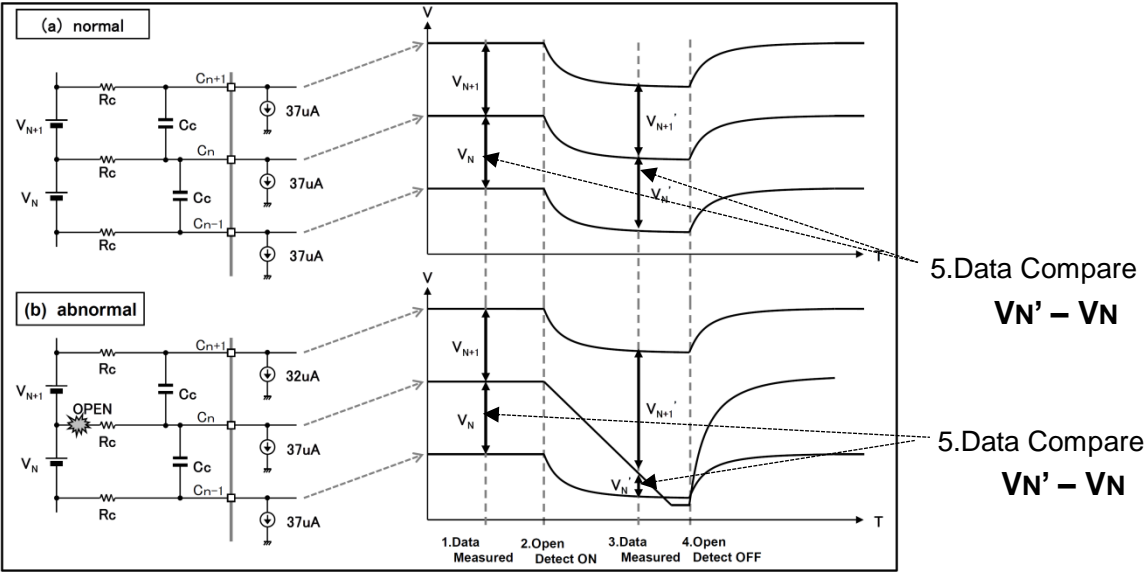 (a) normal
Cn+1
Rc
37uA
Cc
VN+1
Cn
Rc
37uA
Cc
VN
Cn-1
Rc
37uA
V
VN+1
VN
VN+1'
VN'
T
5.Data Compare
VN' – VN
(b) abnormal
Cn+1
Rc
32uA
Cc
VN+1
OPEN
Cn
Rc
37uA
Cc
VN
Cn-1
Rc
37uA
V
VN+1
VN
VN+1'
VN'
T
5.Data Compare
VN' – VN
1.Data
Measured
2.Open
Detect ON
3.Data
Measured
4.Open
Detect OFF